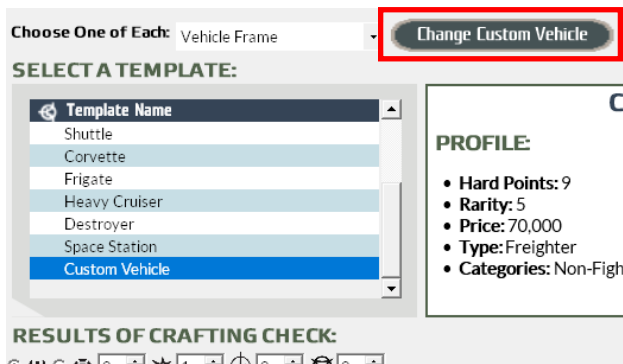 Choose One of Each: Vehicle Frame Change Custom Vehicle
SELECT A TEMPLATE:
Template Name
Shuttle
Corvette
Frigate
Heavy Cruiser
Destroyer
Space Station
Custom Vehicle
C
PROFILE:
• Hard Points: 9
• Rarity: 5
• Price: 70,000
• Type: Freighter
• Categories: Non-Figh
RESULTS OF CRAFTING CHECK: